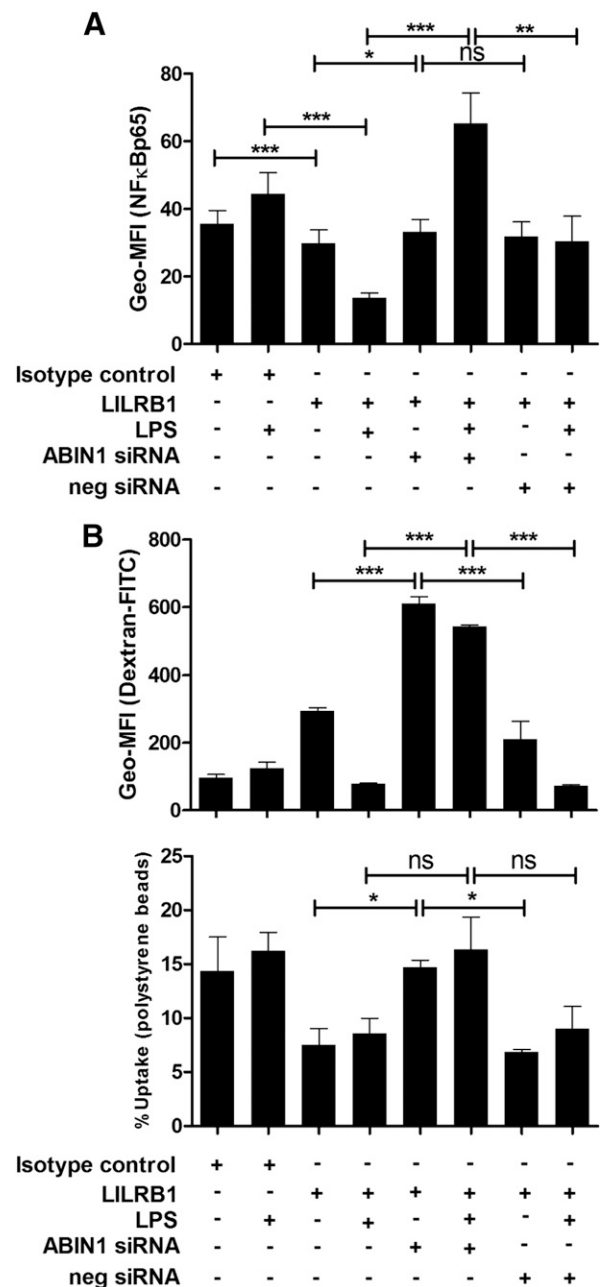 A
*** **
* ns
***
***
Geo-MFI (NFκBp65)
80
60
40
20
0
Isotype control + + - - - - - -
LILRB1 - - + + + + + +
LPS - + - + - + - +
ABIN1 siRNA - - - - + + - -
neg siRNA - - - - - - + +
B
*** ***
*** ***
Geo-MFI (Dextran-FITC)
800
600
400
200
0
ns ns
* *
% Uptake (polystyrene beads)
25
20
15
10
5
0
Isotype control + + - - - - - -
LILRB1 - - + + + + + +
LPS - + - + - + - +
ABIN1 siRNA - - - - + + - -
neg siRNA - - - - - - + +